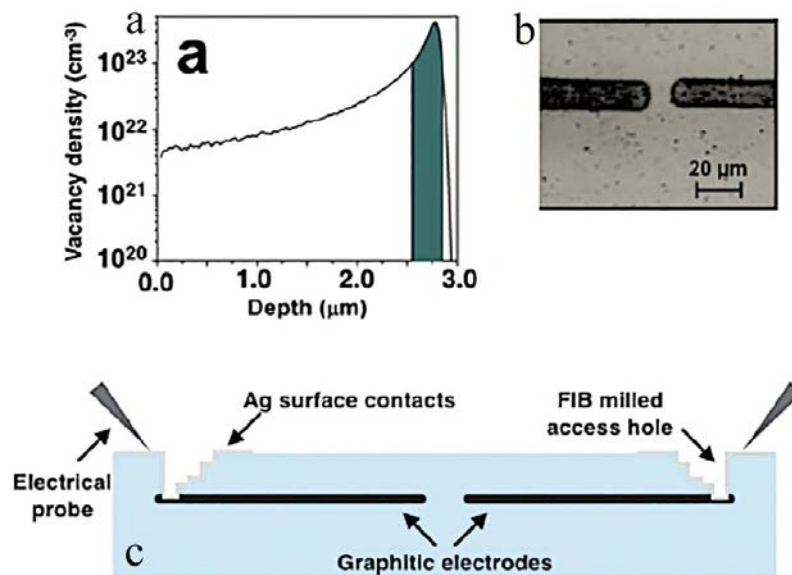 a
a
Vacancy density (cm⁻³)
10²³
10²²
10²¹
10²⁰
0.0 1.0 2.0 3.0
Depth (μm)
b
20 μm
Ag surface contacts
FIB milled
access hole
Electrical
probe
Graphitic electrodes
c